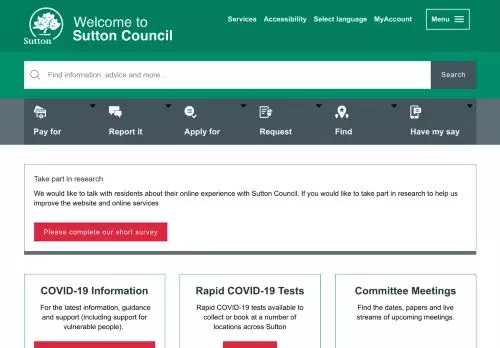 Services Accessibility Select language MyAccount Menu
Welcome to
Sutton Council
Sutton
Find information, advice and more... Search
Pay for Report it Apply for Request Find Have my say
Take part in research
We would like to talk with residents about their online experience with Sutton Council. If you would like to take part in research to help us
improve the website and online services
Please complete our short survey
COVID-19 Information
For the latest information, guidance
and support (including support for
vulnerable people).
Rapid COVID-19 Tests
Rapid COVID-19 tests available to
collect or book at a number of
locations across Sutton
Committee Meetings
Find the dates, papers and live
streams of upcoming meetings.